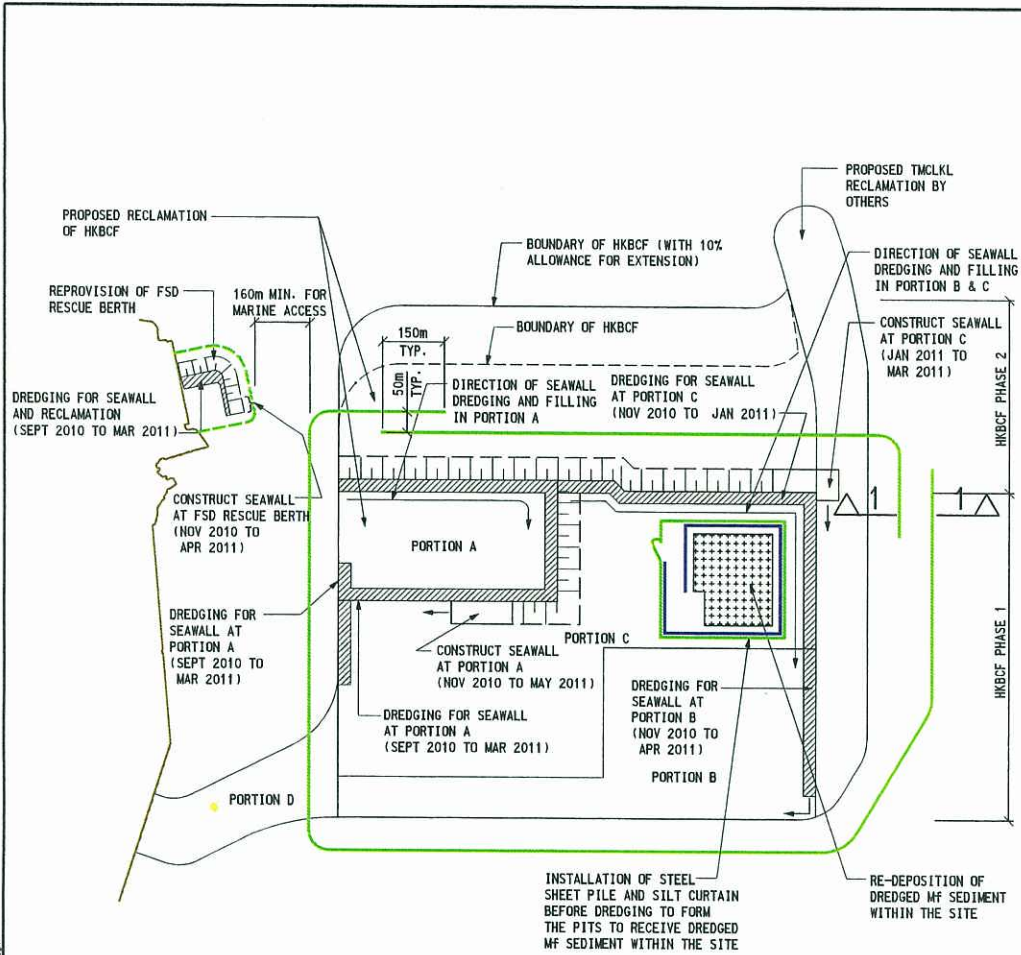 PROPOSED TMCLKL
RECLAMATION BY
OTHERS
PROPOSED RECLAMATION
OF HKBCF
BOUNDARY OF HKBCF (WITH 10%
ALLOWANCE FOR EXTENSION)
DIRECTION OF SEAWALL
DREDGING AND FILLING
IN PORTION B & C
REPROVISION OF FSD
RESCUE BERTH
160m MIN. FOR
MARINE ACCESS
BOUNDARY OF HKBCF
150m
TYP.
50m
TYP.
CONSTRUCT SEAWALL
AT PORTION C
(JAN 2011 TO
MAR 2011)
HKBCF PHASE 2
DREDGING FOR SEAWALL
AND RECLAMATION
(SEPT 2010 TO MAR 2011)
DIRECTION OF SEAWALL
DREDGING AND FILLING
IN PORTION A
DREDGING FOR SEAWALL
AT PORTION C
(NOV 2010 TO JAN 2011)
CONSTRUCT SEAWALL
AT FSD RESCUE BERTH
(NOV 2010 TO
APR 2011)
1
1
PORTION A
DREDGING FOR
SEAWALL AT
PORTION A
(SEPT 2010 TO
MAR 2011)
PORTION C
CONSTRUCT SEAWALL
AT PORTION A
(NOV 2010 TO MAY 2011)
HKBCF PHASE 1
DREDGING FOR SEAWALL
AT PORTION A
(SEPT 2010 TO MAR 2011)
DREDGING FOR
SEAWALL AT
PORTION B
(NOV 2010 TO
APR 2011)
PORTION B
PORTION D
INSTALLATION OF STEEL
SHEET PILE AND SILT CURTAIN
BEFORE DREDGING TO FORM
THE PITS TO RECEIVE DREDGED
Mf SEDIMENT WITHIN THE SITE
RE-DEPOSITION OF
DREDGED Mf SEDIMENT
WITHIN THE SITE